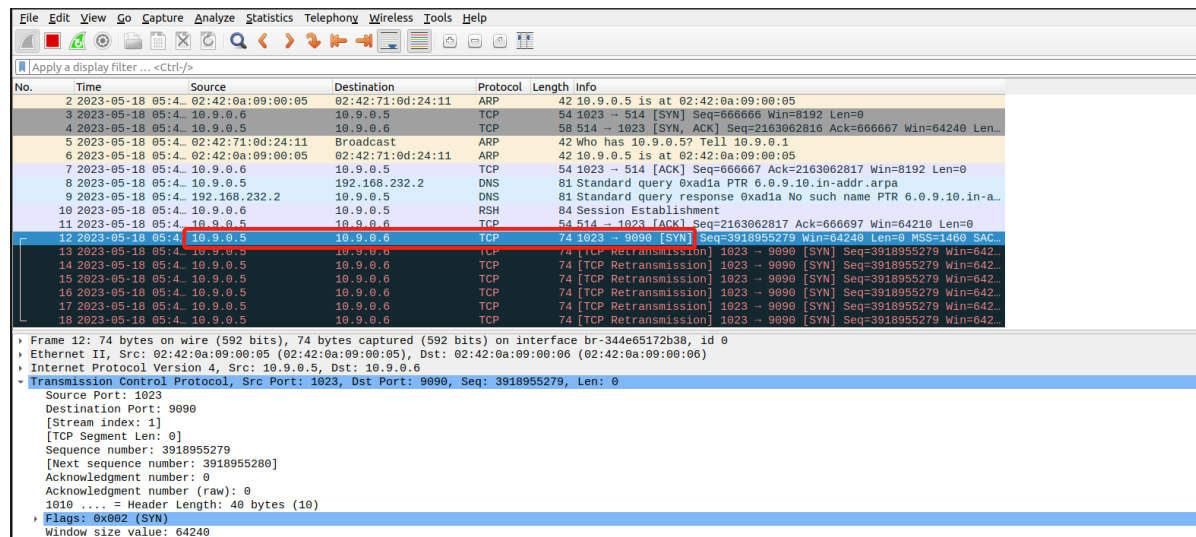 File Edit View Go Capture Analyze Statistics Telephony Wireless Tools Help
Apply a display filter ... <Ctrl-/>
No. Time Source Destination Protocol Length Info
2 2023-05-18 05:4… 02:42:0a:09:00:05 02:42:71:0d:24:11 ARP 42 10.9.0.5 is at 02:42:0a:09:00:05
3 2023-05-18 05:4… 10.9.0.6 10.9.0.5 TCP 54 1023 → 514 [SYN] Seq=666666 Win=8192 Len=0
4 2023-05-18 05:4… 10.9.0.5 10.9.0.6 TCP 58 514 → 1023 [SYN, ACK] Seq=2163062816 Ack=666667 Win=64240 Len…
5 2023-05-18 05:4… 02:42:71:0d:24:11 Broadcast ARP 42 Who has 10.9.0.5? Tell 10.9.0.1
6 2023-05-18 05:4… 02:42:0a:09:00:05 02:42:71:0d:24:11 ARP 42 10.9.0.5 is at 02:42:0a:09:00:05
7 2023-05-18 05:4… 10.9.0.6 10.9.0.5 TCP 54 1023 → 514 [ACK] Seq=666667 Ack=2163062817 Win=8192 Len=0
8 2023-05-18 05:4… 10.9.0.5 192.168.232.2 DNS 81 Standard query 0xad1a PTR 6.0.9.10.in-addr.arpa
9 2023-05-18 05:4… 192.168.232.2 10.9.0.5 DNS 81 Standard query response 0xad1a No such name PTR 6.0.9.10.in-a…
10 2023-05-18 05:4… 10.9.0.6 10.9.0.5 RSH 84 Session Establishment
11 2023-05-18 05:4… 10.9.0.5 10.9.0.6 TCP 54 514 → 1023 [ACK] Seq=2163062817 Ack=666697 Win=64210 Len=0
12 2023-05-18 05:4 10.9.0.5 10.9.0.6 TCP 74 1023 → 9090 [SYN] Seq=3918955279 Win=64240 Len=0 MSS=1460 SAC…
13 2023-05-18 05:4… 10.9.0.5 10.9.0.6 TCP 74 [TCP Retransmission] 1023 → 9090 [SYN] Seq=3918955279 Win=642…
14 2023-05-18 05:4… 10.9.0.5 10.9.0.6 TCP 74 [TCP Retransmission] 1023 → 9090 [SYN] Seq=3918955279 Win=642…
15 2023-05-18 05:4… 10.9.0.5 10.9.0.6 TCP 74 [TCP Retransmission] 1023 → 9090 [SYN] Seq=3918955279 Win=642…
16 2023-05-18 05:4… 10.9.0.5 10.9.0.6 TCP 74 [TCP Retransmission] 1023 → 9090 [SYN] Seq=3918955279 Win=642…
17 2023-05-18 05:4… 10.9.0.5 10.9.0.6 TCP 74 [TCP Retransmission] 1023 → 9090 [SYN] Seq=3918955279 Win=642…
18 2023-05-18 05:4… 10.9.0.5 10.9.0.6 TCP 74 [TCP Retransmission] 1023 → 9090 [SYN] Seq=3918955279 Win=642…
Frame 12: 74 bytes on wire (592 bits), 74 bytes captured (592 bits) on interface br-344e65172b38, id 0
Ethernet II, Src: 02:42:0a:09:00:05 (02:42:0a:09:00:05), Dst: 02:42:0a:09:00:06 (02:42:0a:09:00:06)
Internet Protocol Version 4, Src: 10.9.0.5, Dst: 10.9.0.6
Transmission Control Protocol, Src Port: 1023, Dst Port: 9090, Seq: 3918955279, Len: 0
Source Port: 1023
Destination Port: 9090
[Stream index: 1]
[TCP Segment Len: 0]
Sequence number: 3918955279
[Next sequence number: 3918955280]
Acknowledgment number: 0
Acknowledgment number (raw): 0
1010 .... = Header Length: 40 bytes (10)
Flags: 0x002 (SYN)
Window size value: 64240